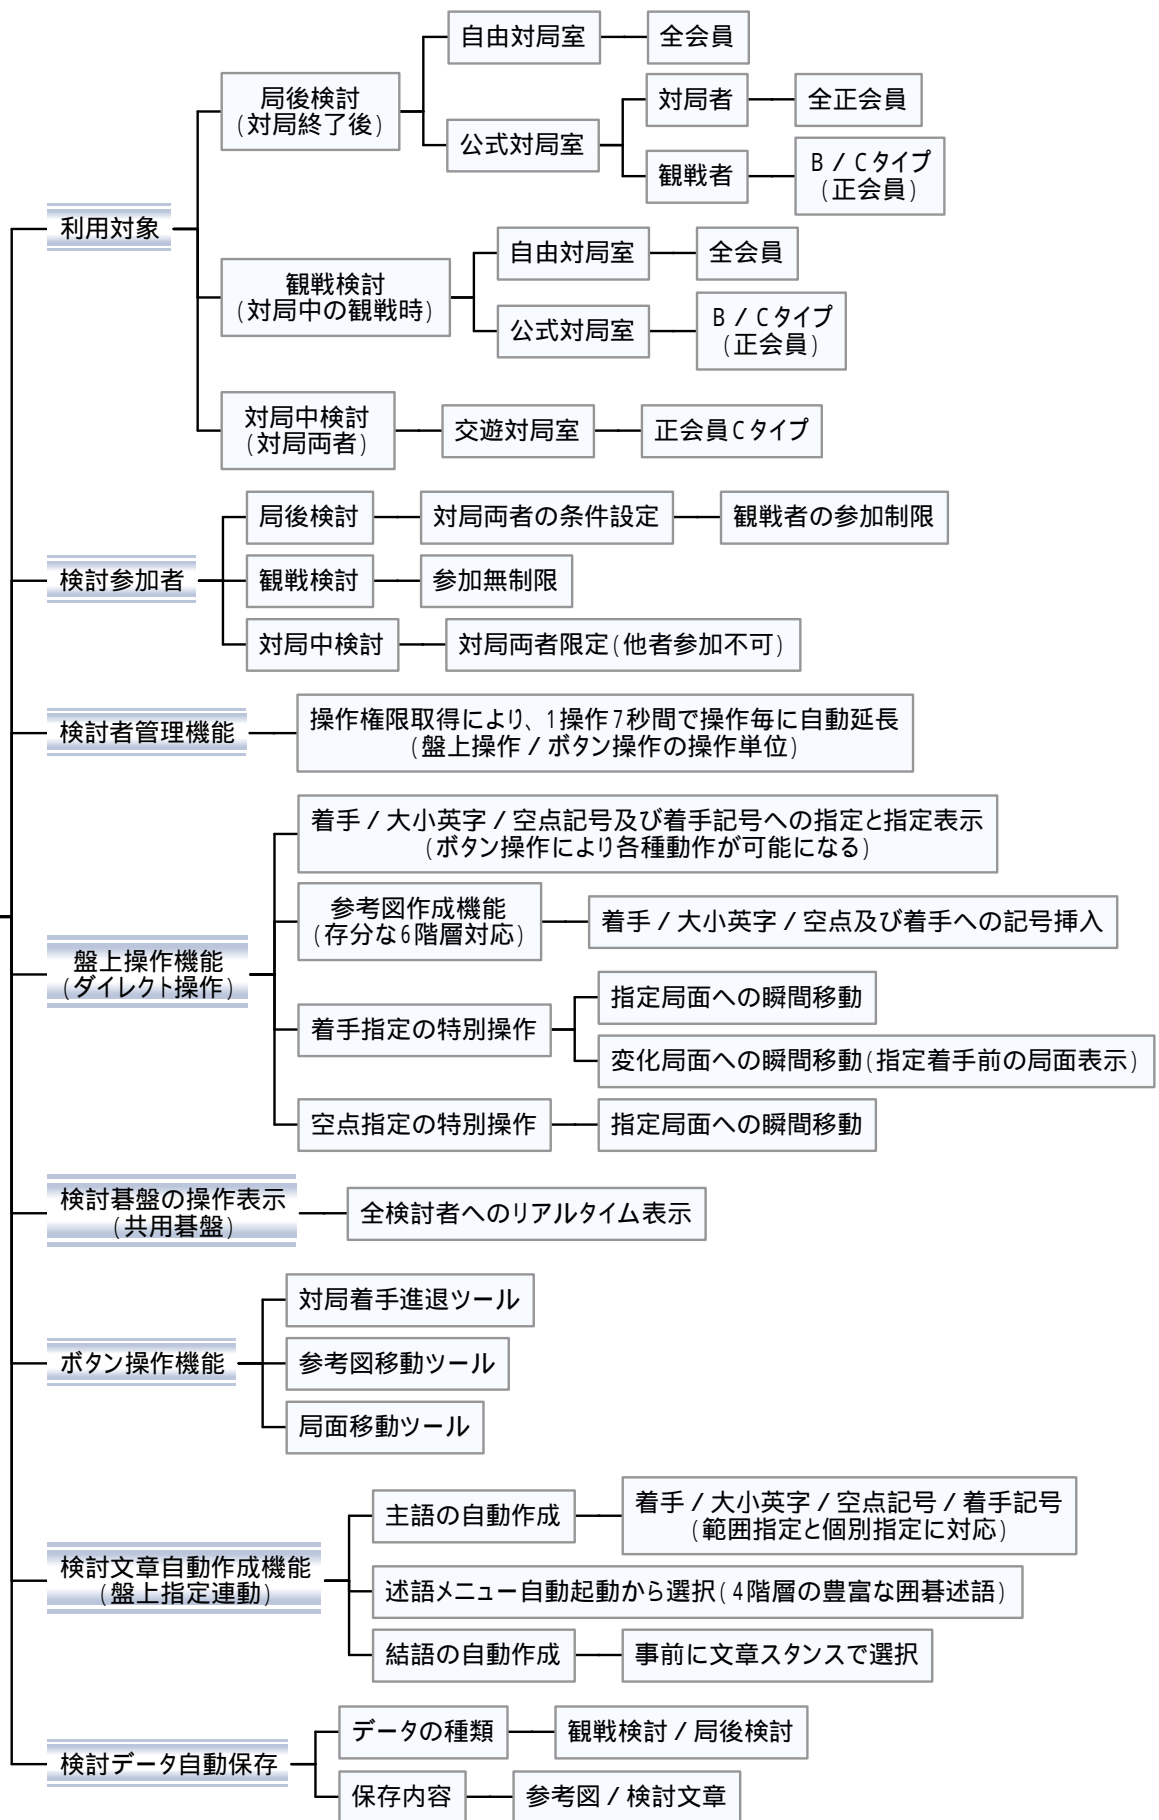 利用対象
局後検討
(対局終了後)
自由対局室
全会員
公式対局室
対局者
全正会員
観戦者
B / Cタイプ
(正会員)
観戦検討
(対局中の観戦時)
自由対局室
全会員
公式対局室
B / Cタイプ
(正会員)
対局中検討
(対局両者)
交遊対局室
正会員Cタイプ
検討参加者
局後検討
対局両者の条件設定
観戦者の参加制限
観戦検討
参加無制限
対局中検討
対局両者限定(他者参加不可)
検討者管理機能
操作権限取得により、1操作7秒間で操作毎に自動延長
(盤上操作 / ボタン操作の操作単位)
盤上操作機能
(ダイレクト操作)
着手 / 大小英字 / 空点記号及び着手記号への指定と指定表示
(ボタン操作により各種動作が可能になる)
参考図作成機能
(存分な6階層対応)
着手 / 大小英字 / 空点及び着手への記号挿入
着手指定の特別操作
指定局面への瞬間移動
変化局面への瞬間移動(指定着手前の局面表示)
空点指定の特別操作
指定局面への瞬間移動
検討碁盤の操作表示
(共用碁盤)
全検討者へのリアルタイム表示
ボタン操作機能
対局着手進退ツール
参考図移動ツール
局面移動ツール
検討文章自動作成機能
(盤上指定連動)
主語の自動作成
着手 / 大小英字 / 空点記号 / 着手記号
(範囲指定と個別指定に対応)
述語メニュー自動起動から選択(4階層の豊富な囲碁述語)
結語の自動作成
事前に文章スタンスで選択
検討データ自動保存
データの種類
観戦検討 / 局後検討
保存内容
参考図 / 検討文章